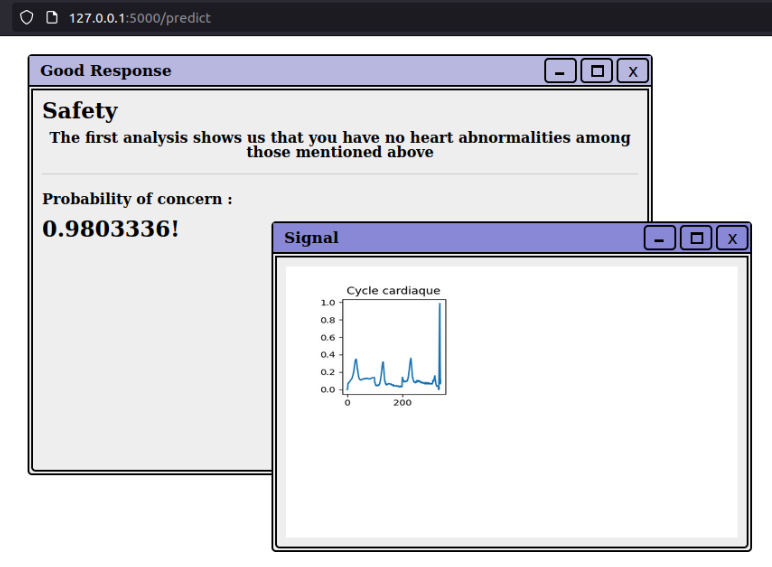 127.0.0.1:5000/predict
Good Response
X
Safety
The first analysis shows us that you have no heart abnormalities among
those mentioned above
Probability of concern :
0.9803336!
Signal
X
Cycle cardiaque
1.0
0.8
0.6
0.4
0.2
0.0
0 200